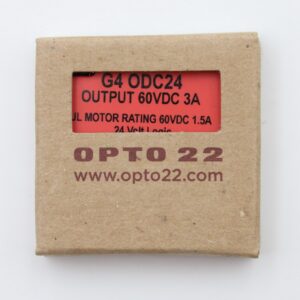 G4 ODC24
OUTPUT 60VDC 3A
UL MOTOR RATING 60VDC 1.5A
24 Volt Logic
OPTO 22
www.opto22.com